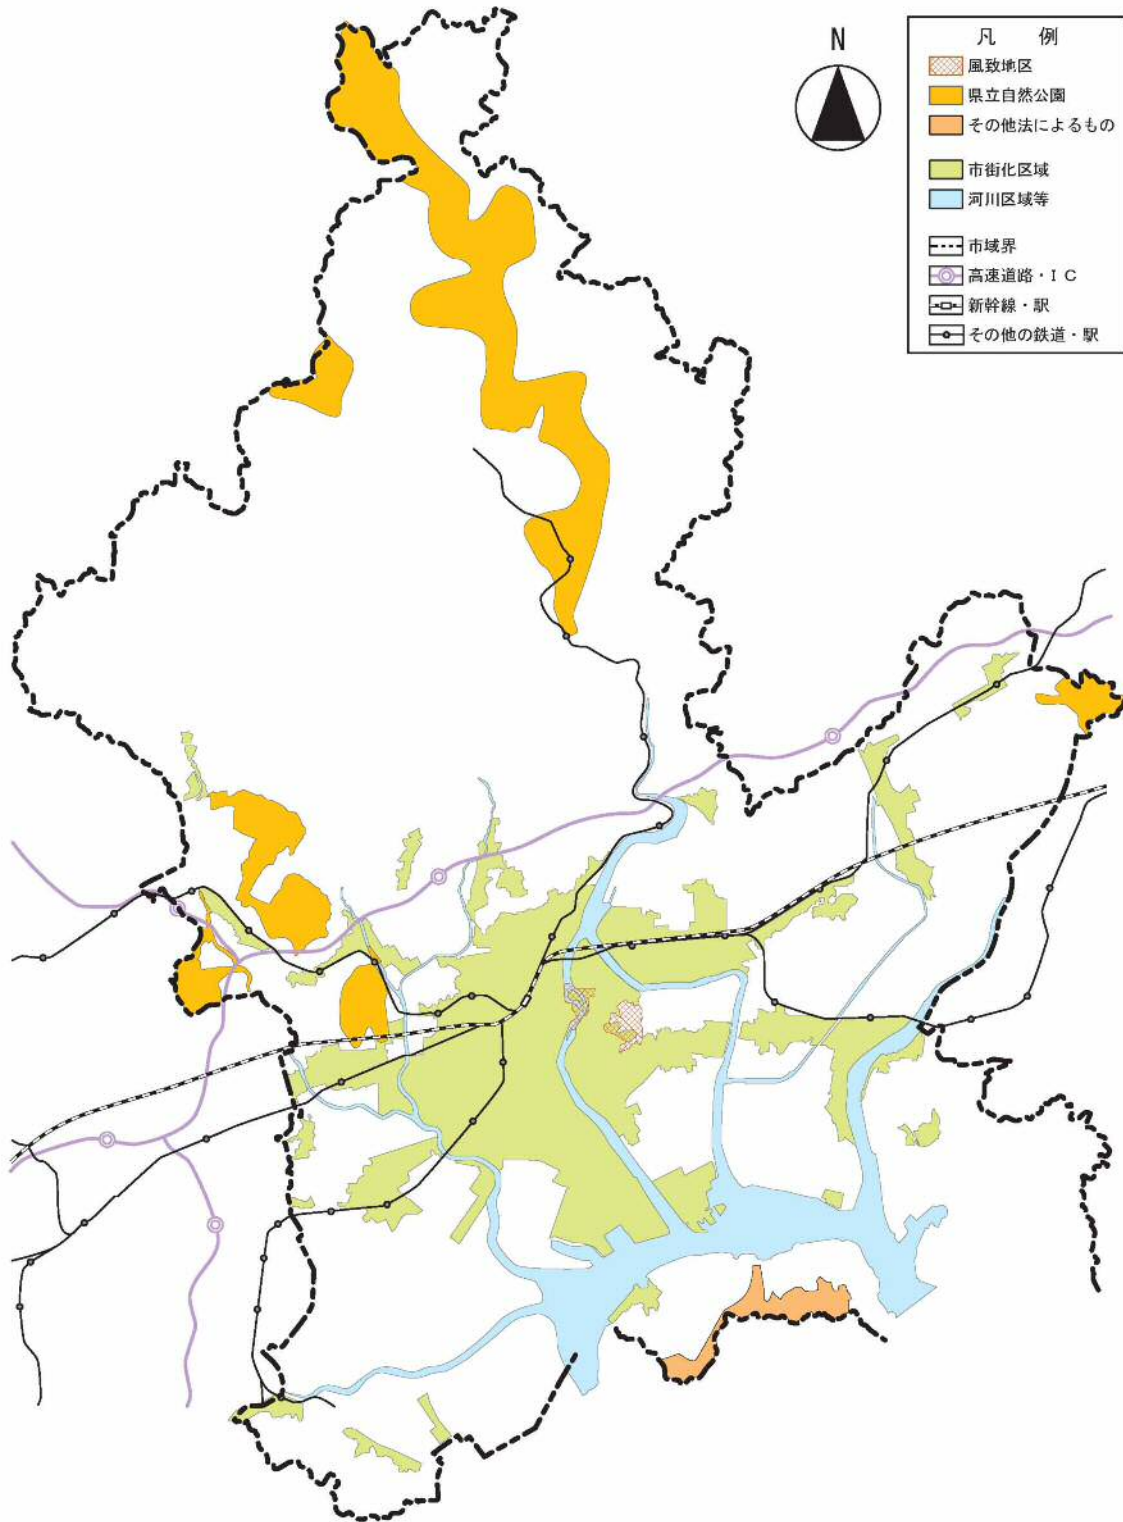 N
凡 例
風致地区
県立自然公園
その他法によるもの
市街化区域
河川区域等
市域界
高速道路・IC
新幹線・駅
その他の鉄道・駅